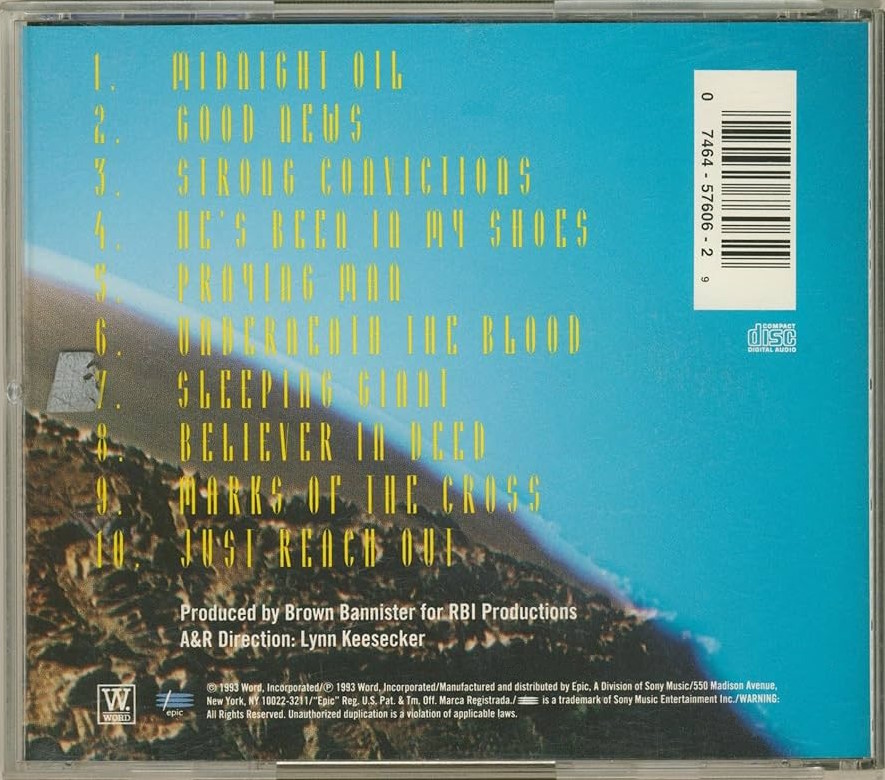 1. MIDNIGHT OIL
2. GOOD NEWS
3. STRONG CONVICTIONS
4. HE'S BEEN IN MY SHOES
5. PRAYING MAN
6. UNDERNEATH THE BLOOD
7. SLEEPING GIANT
8. BELIEVER IN DEED
9. MARKS OF THE CROSS
10. JUST REACH OUT
0 7464-57606-2 9
COMPACT
disc
DIGITAL AUDIO
Produced by Brown Bannister for RBI Productions
A&R Direction: Lynn Keesecker
W.
WORD
epic
© 1993 Word, Incorporated/℗ 1993 Word, Incorporated/Manufactured and distributed by Epic, A Division of Sony Music/550 Madison Avenue,
New York, NY 10022-3211/"Epic" Reg. U.S. Pat. & Tm. Off. Marca Registrada./ is a trademark of Sony Music Entertainment Inc./WARNING:
All Rights Reserved. Unauthorized duplication is a violation of applicable laws.